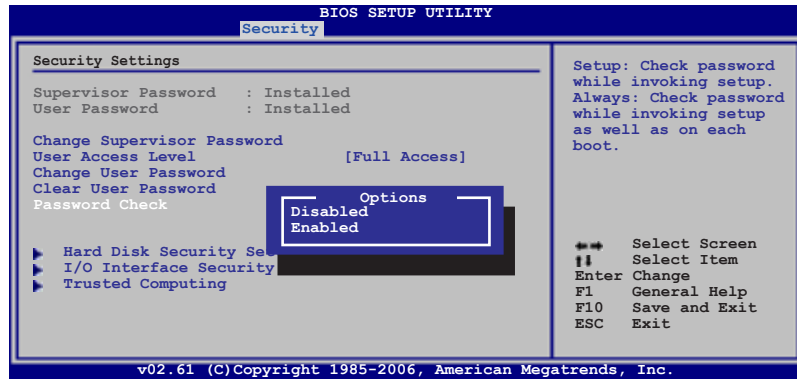 BIOS SETUP UTILITY
Security
Security Settings
Supervisor Password : Installed
User Password : Installed
Change Supervisor Password
User Access Level [Full Access]
Change User Password
Clear User Password
Password Check
Options
Disabled
Enabled
Hard Disk Security Se
I/O Interface Security
Trusted Computing
Setup: Check password
while invoking setup.
Always: Check password
while invoking setup
as well as on each
boot.
Select Screen
Select Item
Enter Change
F1 General Help
F10 Save and Exit
ESC Exit
v02.61 (C)Copyright 1985-2006, American Megatrends, Inc.